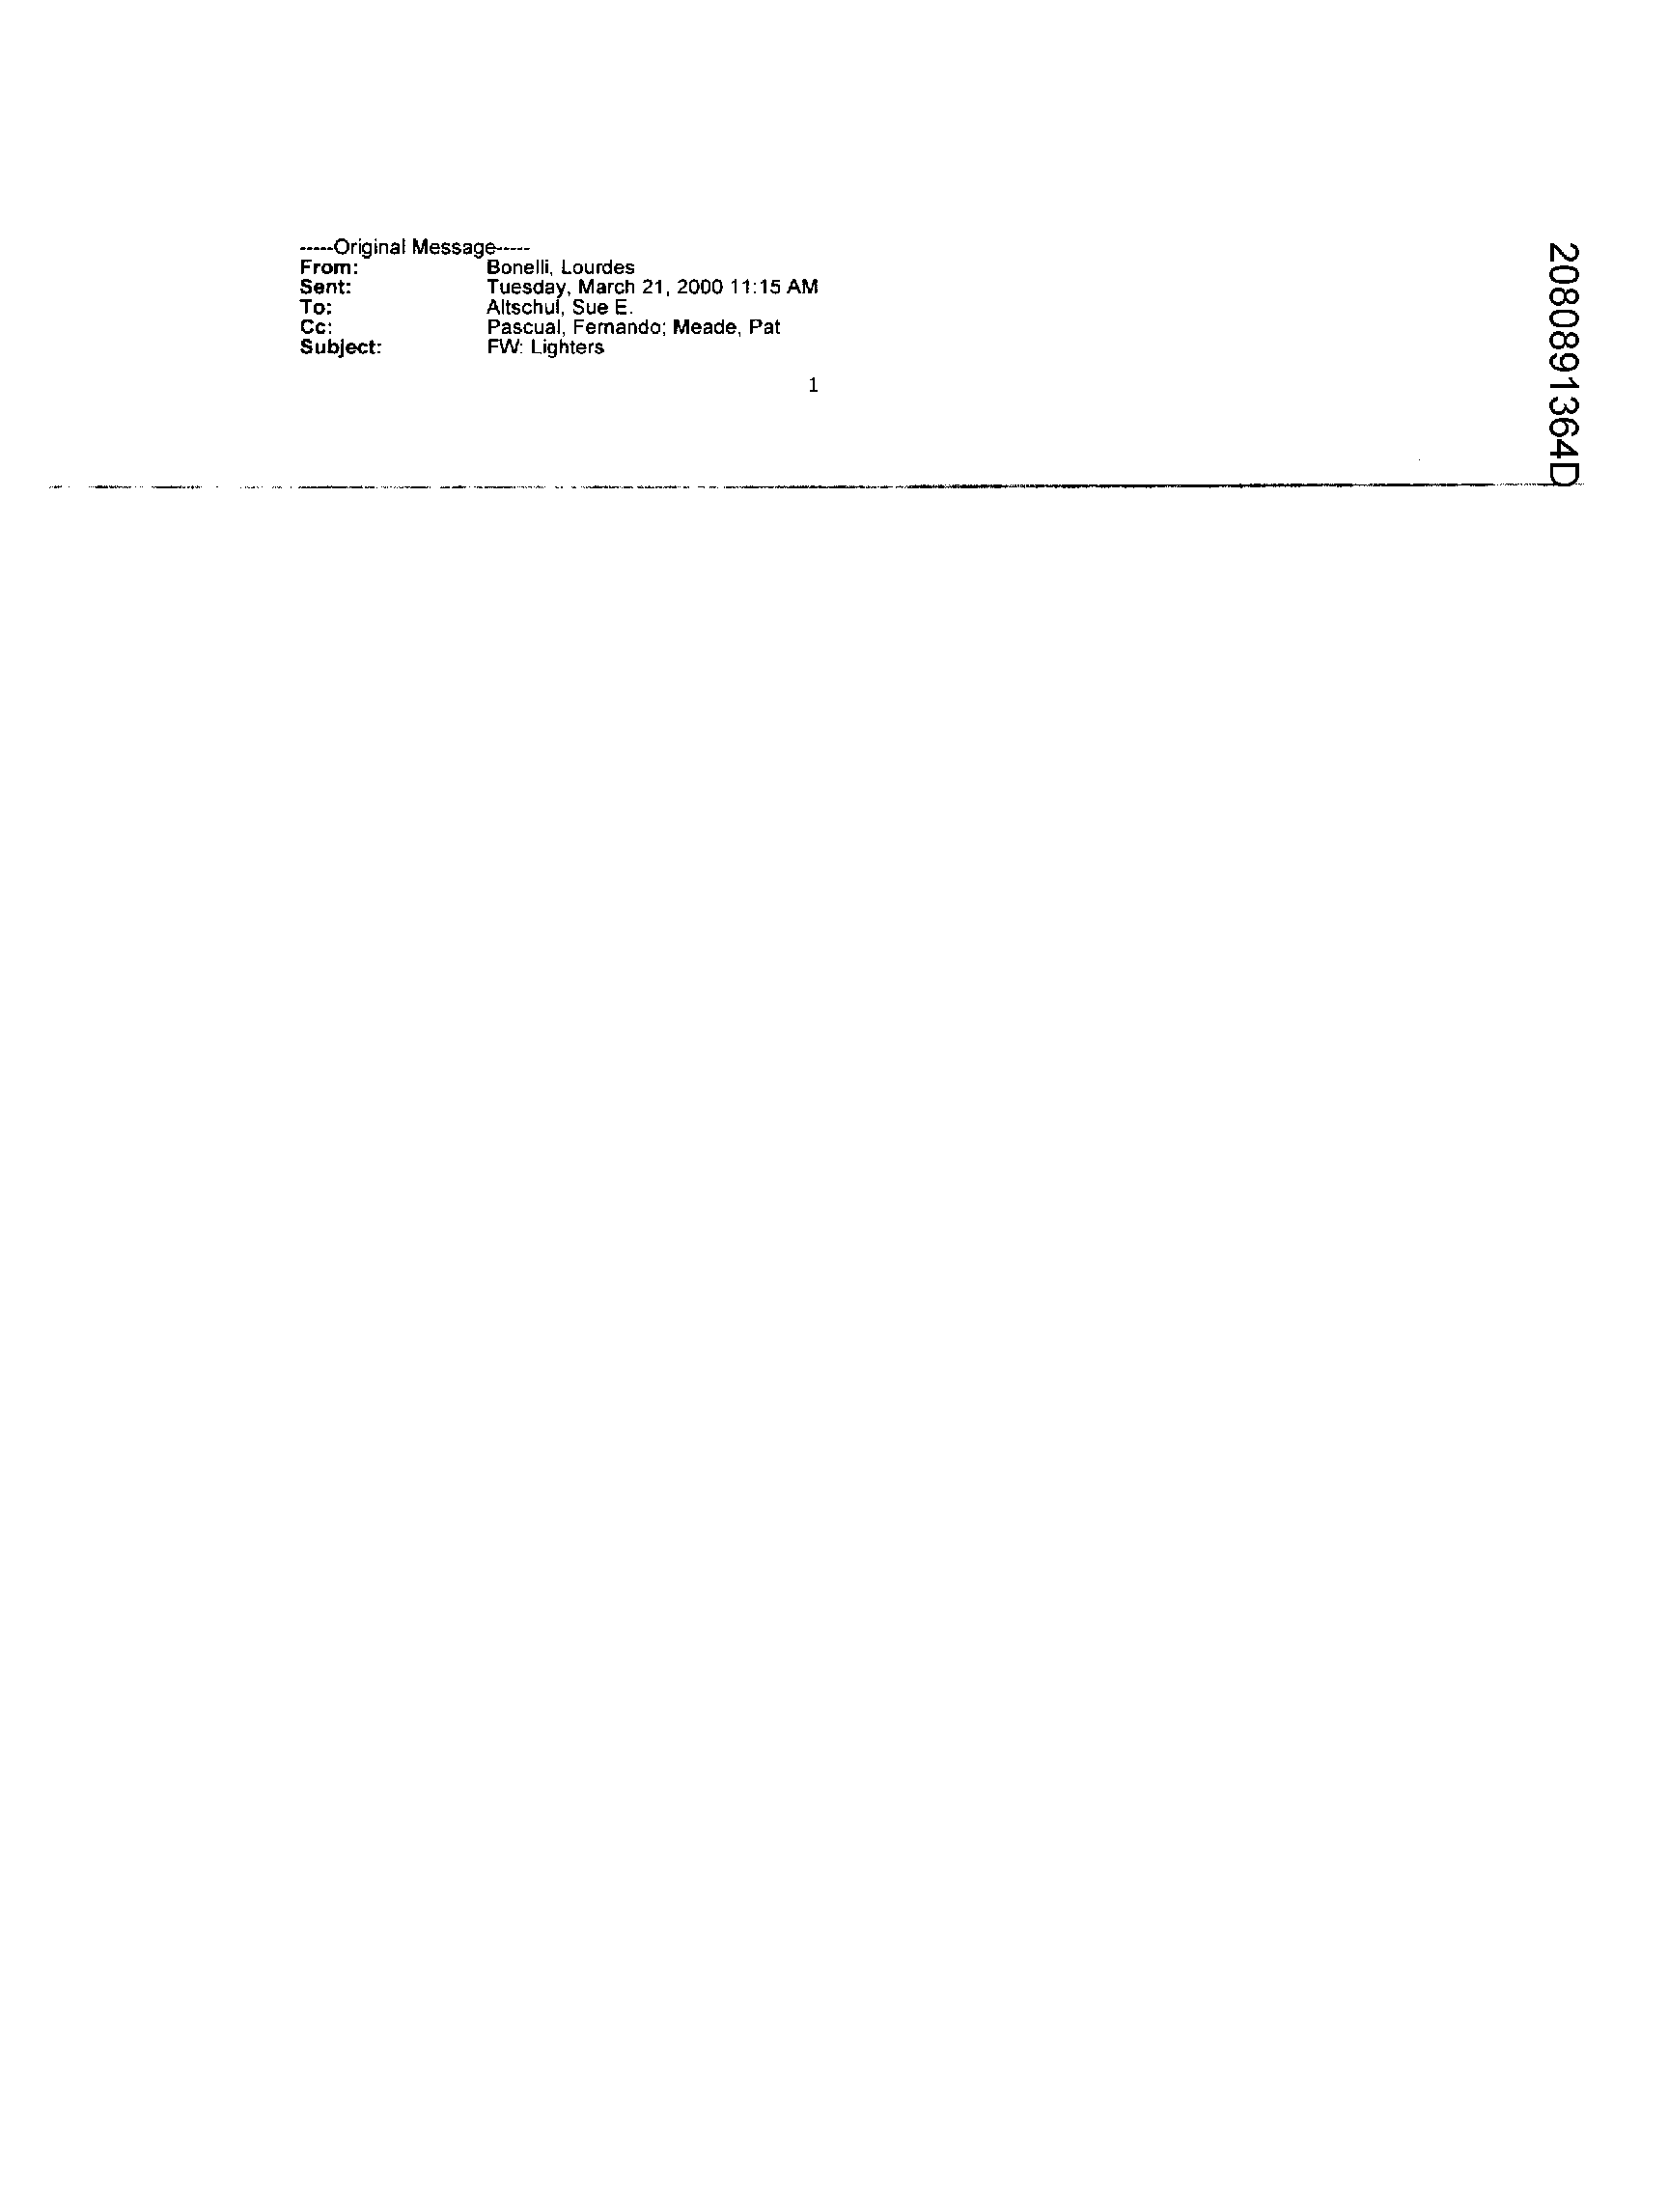 -----Original Message-----
From: Bonelli, Lourdes
Sent: Tuesday, March 21, 2000 11:15 AM
To: Altschul, Sue E.
Cc: Pascual, Fernando; Meade, Pat
Subject: FW: Lighters
1
2080891364D